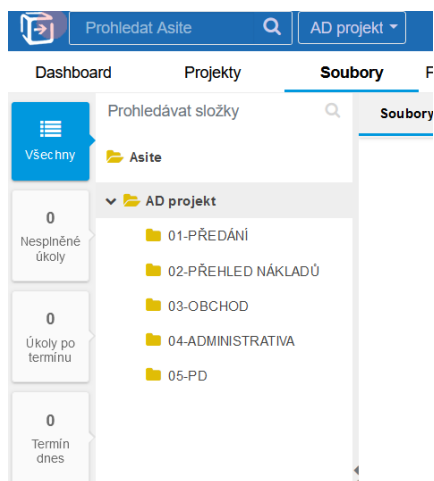 Prohledat Asite
AD projekt
Dashboard Projekty Soubory
Všechny
0
Nesplněné
úkoly
0
Úkoly po
termínu
0
Termín
dnes
Prohledávat složky
Asite
AD projekt
01-PŘEDÁNÍ
02-PŘEHLED NÁKLADŮ
03-OBCHOD
04-ADMINISTRATIVA
05-PD
Soubory